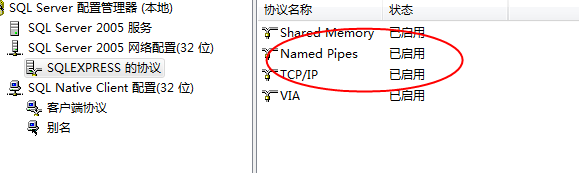 SQL Server 配置管理器 (本地)
SQL Server 2005 服务
SQL Server 2005 网络配置(32 位)
SQLEXPRESS 的协议
SQL Native Client 配置(32 位)
客户端协议
别名
协议名称 状态
Shared Memory 已启用
Named Pipes 已启用
TCP/IP 已启用
VIA 已启用